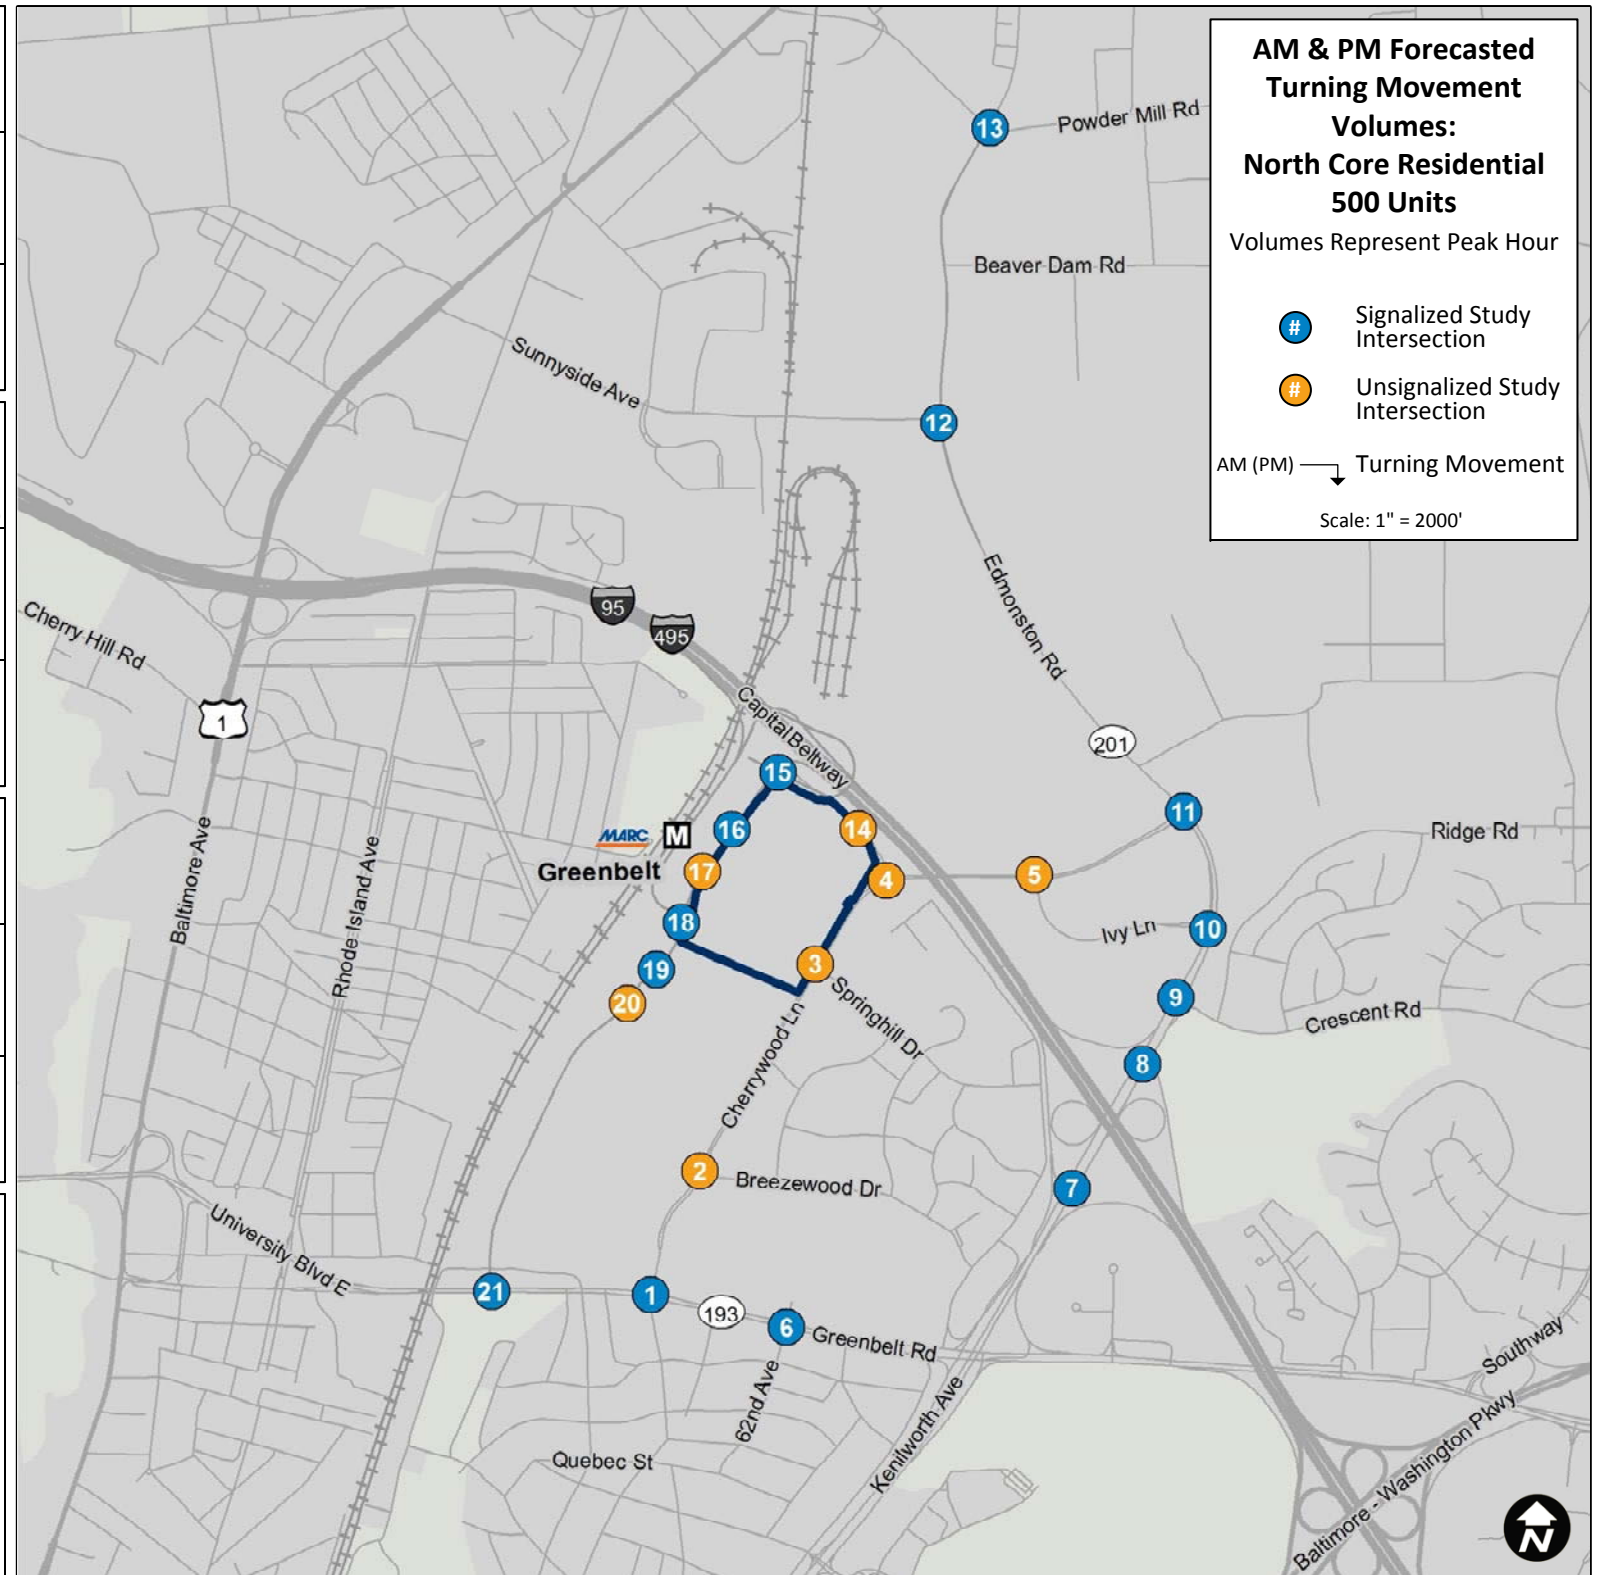 AM & PM Forecasted
Turning Movement
Volumes:
North Core Residential
500 Units
Volumes Represent Peak Hour
# Signalized Study
Intersection
# Unsignalized Study
Intersection
AM (PM) Turning Movement
Scale: 1" = 2000'
13
Powder Mill Rd
Beaver Dam Rd
Sunnyside Ave
12
Edmonston Rd
95
495
Cherry Hill Rd
1
Capital Beltway
201
15
11
16
14
MARC
M
Ridge Rd
Greenbelt
17
4
5
Baltimore Ave
Rhode Island Ave
18
Ivy Ln
10
19
3
20
Springhill Dr
9
Crescent Rd
Cherrywood Ln
8
2
Breezewood Dr
7
University Blvd E
21
1
193
6
Greenbelt Rd
Southway
62nd Ave
Kenilworth Ave
Quebec St
Baltimore - Washington Pkwy
N